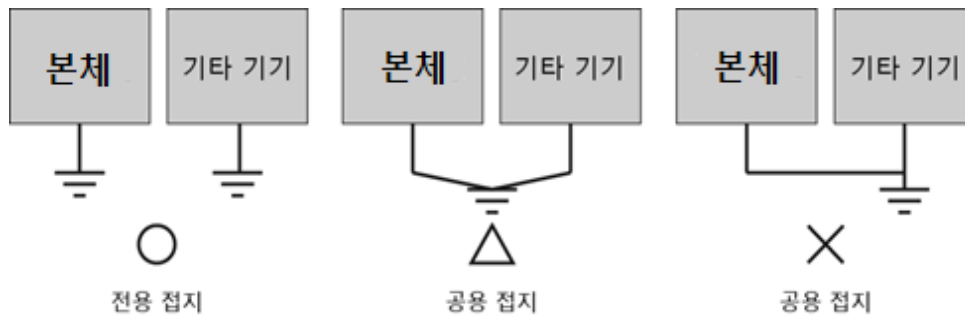 본체 기타 기기 본체 기타 기기 본체 기타 기기
전용 접지 공용 접지 공용 접지